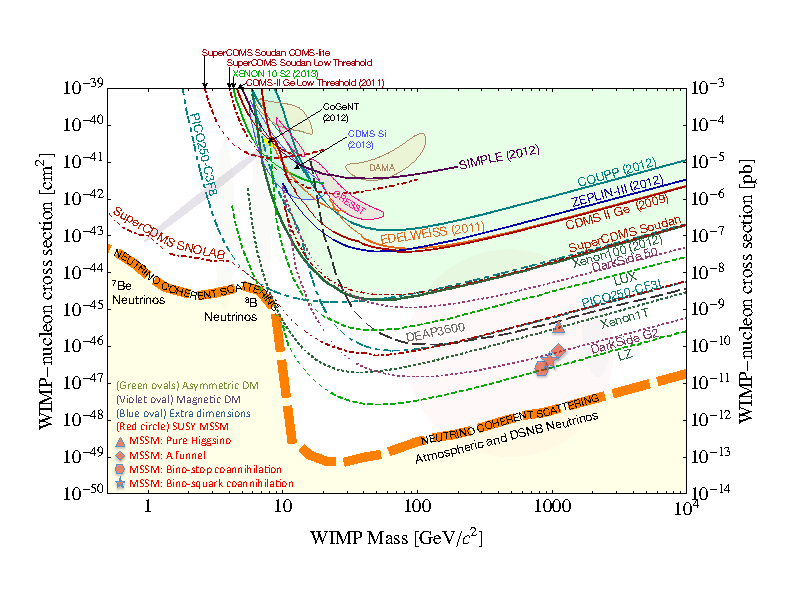 SuperCDMS Soudan CDMS-lite
SuperCDMS Soudan Low Threshold
XENON 10 S2 (2013)
CDMS-II Ge Low Threshold (2011)
CoGeNT
(2012)
CDMS Si
(2013)
DAMA
SIMPLE (2012)
CRESST
PICO250-C3F8
COUPP (2012)
ZEPLIN-III (2012)
CDMS II Ge (2009)
EDELWEISS (2011)
SuperCDMS Soudan
Xenon100 (2012)
DarkSide 50
LUX
PICO250-CF3I
Xenon1T
DarkSide G2
LZ
DEAP3600
SuperCDMS SNOLAB
NEUTRINO COHERENT SCATTERING
7Be
Neutrinos
8B
Neutrinos
NEUTRINO COHERENT SCATTERING
Atmospheric and DSNB Neutrinos
(Green ovals) Asymmetric DM
(Violet oval) Magnetic DM
(Blue oval) Extra dimensions
(Red circle) SUSY MSSM
MSSM: Pure Higgsino
MSSM: A funnel
MSSM: Bino-stop coannihilation
MSSM: Bino-squark coannihilation
10−39
10−40
10−41
10−42
10−43
10−44
10−45
10−46
10−47
10−48
10−49
10−50
WIMP−nucleon cross section [cm2]
10−3
10−4
10−5
10−6
10−7
10−8
10−9
10−10
10−11
10−12
10−13
10−14
WIMP−nucleon cross section [pb]
1 10 100 1000 104
WIMP Mass [GeV/c2]